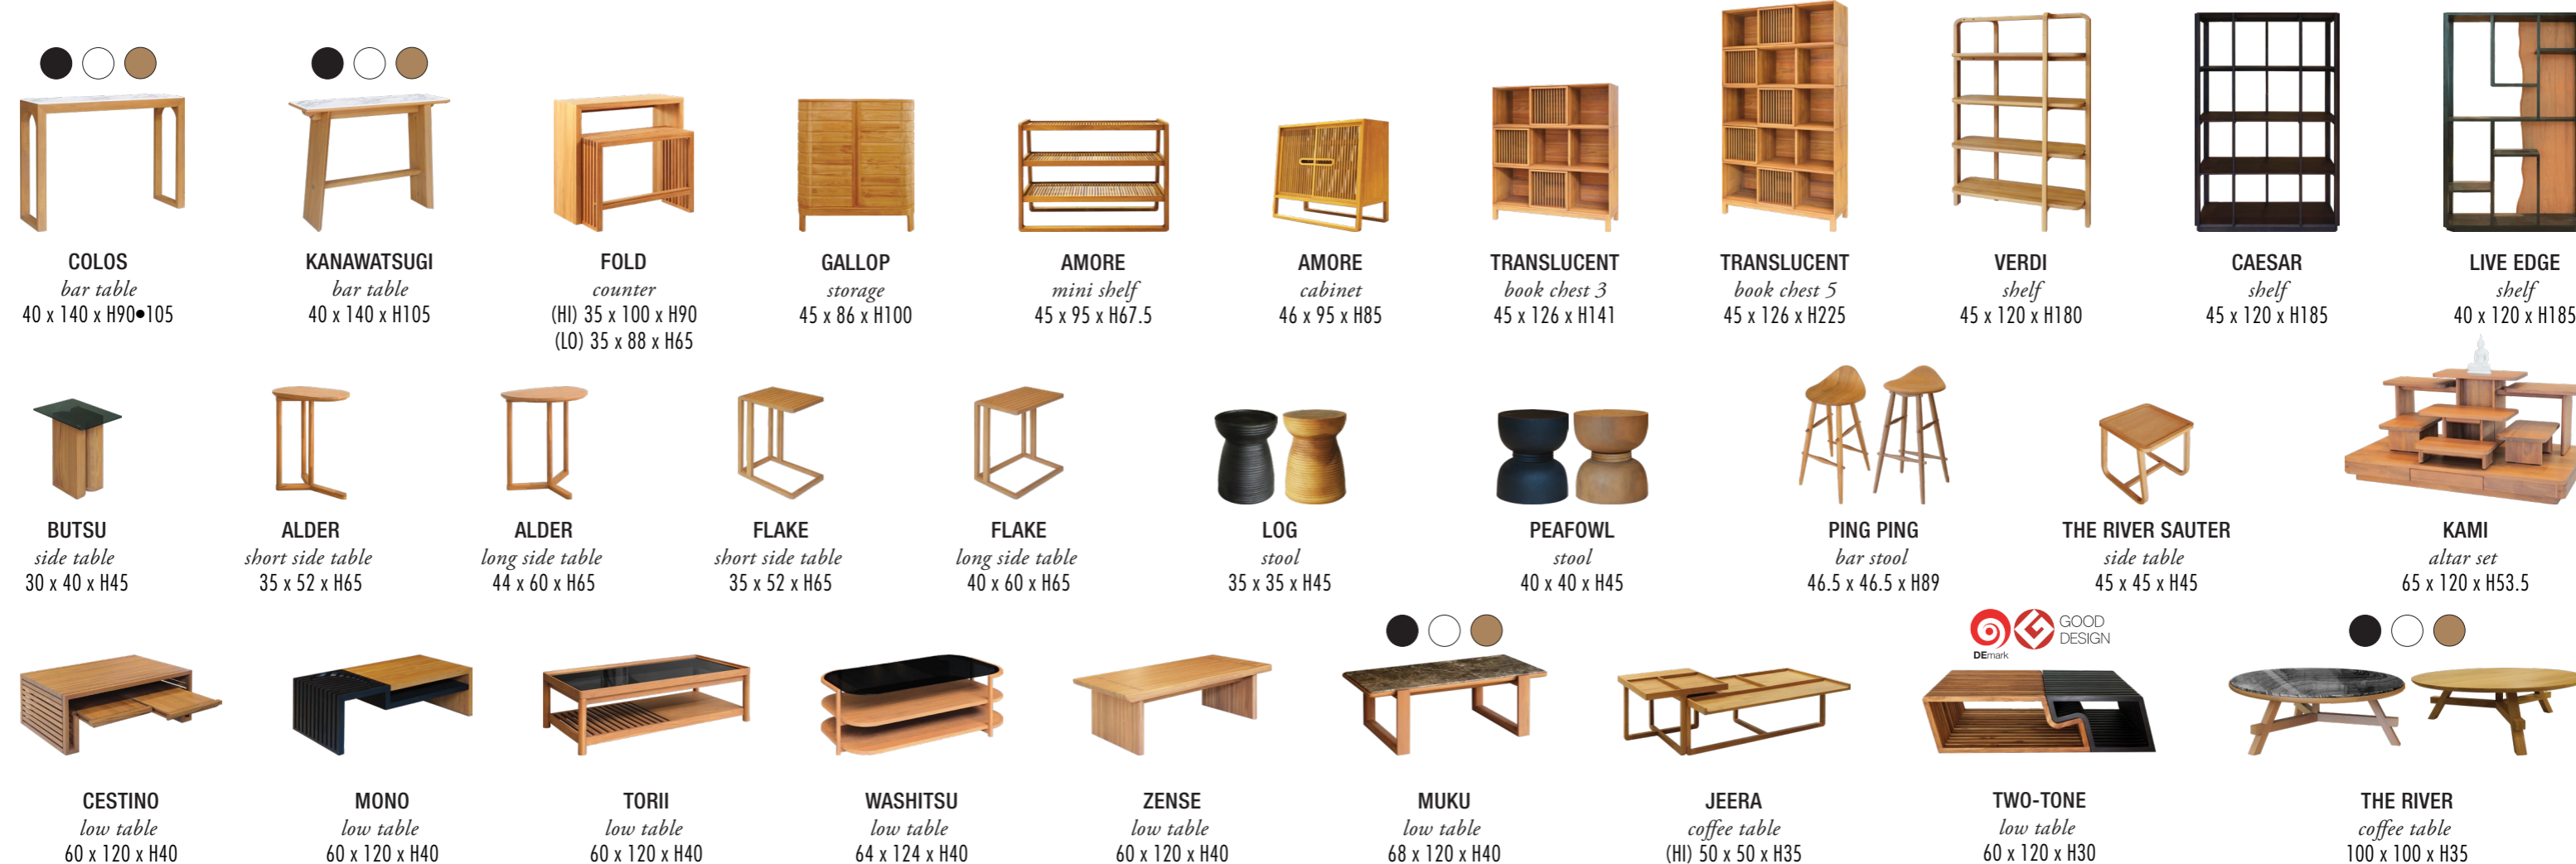 COLOS
bar table
40 x 140 x H90•105
KANAWATSUGI
bar table
40 x 140 x H105
FOLD
counter
(HI) 35 x 100 x H90
(LO) 35 x 88 x H65
GALLOP
storage
45 x 86 x H100
AMORE
mini shelf
45 x 95 x H67.5
AMORE
cabinet
46 x 95 x H85
TRANSLUCENT
book chest 3
45 x 126 x H141
TRANSLUCENT
book chest 5
45 x 126 x H225
VERDI
shelf
45 x 120 x H180
CAESAR
shelf
45 x 120 x H185
LIVE EDGE
shelf
40 x 120 x H185
BUTSU
side table
30 x 40 x H45
ALDER
short side table
35 x 52 x H65
ALDER
long side table
44 x 60 x H65
FLAKE
short side table
35 x 52 x H65
FLAKE
long side table
40 x 60 x H65
LOG
stool
35 x 35 x H45
PEAFOWL
stool
40 x 40 x H45
PING PING
bar stool
46.5 x 46.5 x H89
THE RIVER SAUTER
side table
45 x 45 x H45
KAMI
altar set
65 x 120 x H53.5
CESTINO
low table
60 x 120 x H40
MONO
low table
60 x 120 x H40
TORII
low table
60 x 120 x H40
WASHITSU
low table
64 x 124 x H40
ZENSE
low table
60 x 120 x H40
MUKU
low table
68 x 120 x H40
JEERA
coffee table
(HI) 50 x 50 x H35
DEmark
GOOD
DESIGN
TWO-TONE
low table
60 x 120 x H30
THE RIVER
coffee table
100 x 100 x H35